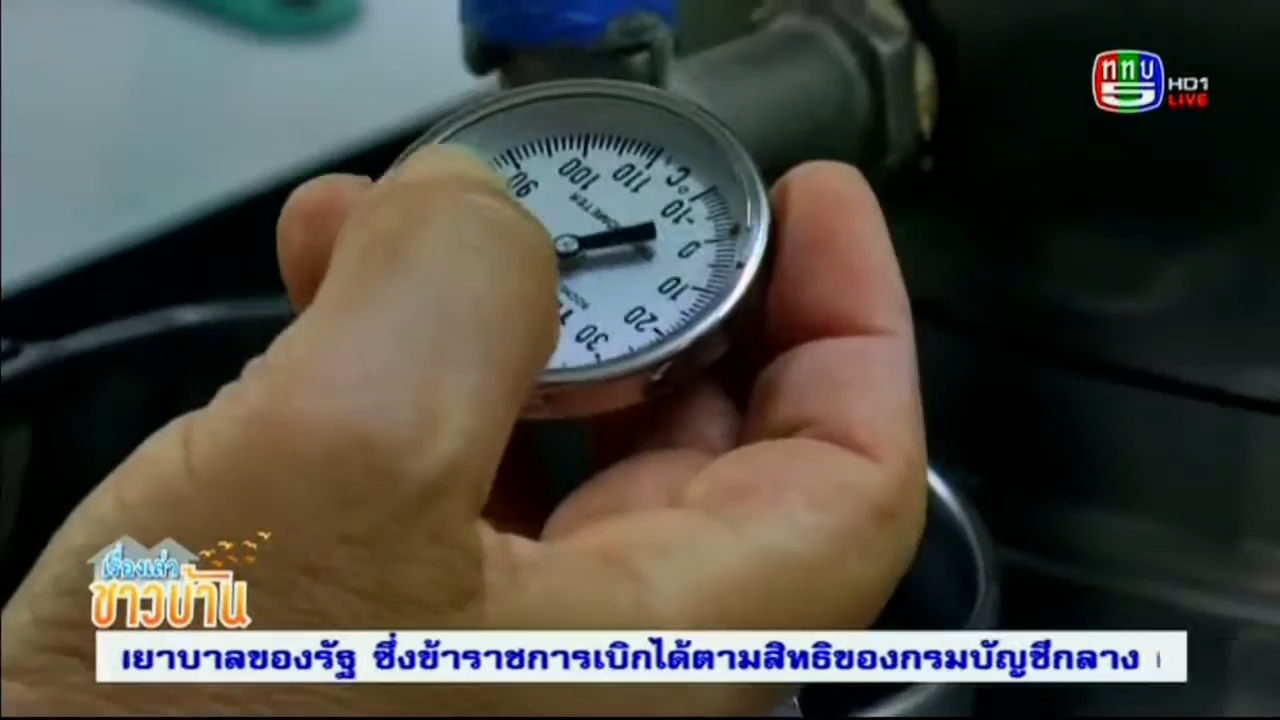 ททบ
5 HD1
LIVE
90
100
110
°C
-10
0
10
20
30
เรื่องเล่า
ชาวบ้าน
เยาบาลของรัฐ ซึ่งข้าราชการเบิกได้ตามสิทธิของกรมบัญชีกลาง